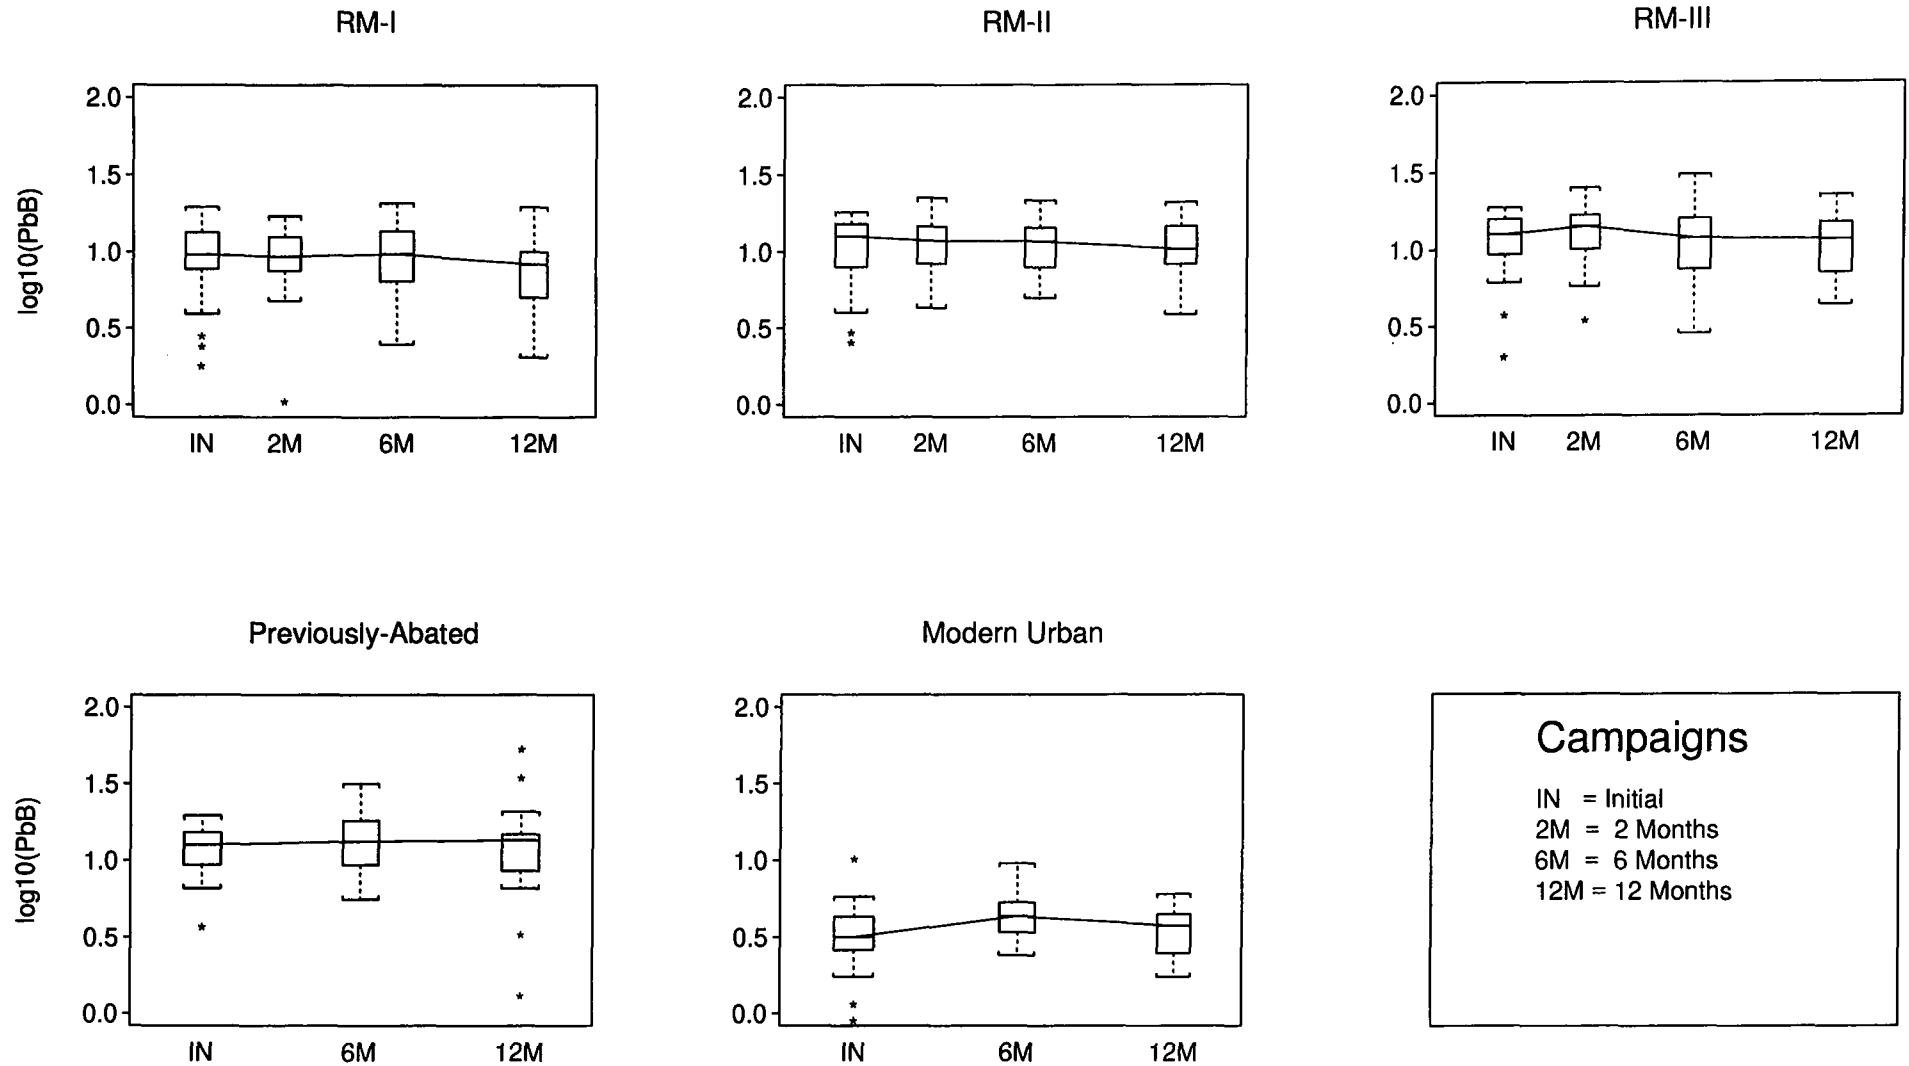 RM-I
RM-II
RM-III
log10(PbB)
2.0
1.5
1.0
0.5
0.0
IN 2M 6M 12M
2.0
1.5
1.0
0.5
0.0
IN 2M 6M 12M
2.0
1.5
1.0
0.5
0.0
IN 2M 6M 12M
Previously-Abated
Modern Urban
log10(PbB)
2.0
1.5
1.0
0.5
0.0
IN 6M 12M
2.0
1.5
1.0
0.5
0.0
IN 6M 12M
Campaigns
IN = Initial
2M = 2 Months
6M = 6 Months
12M = 12 Months